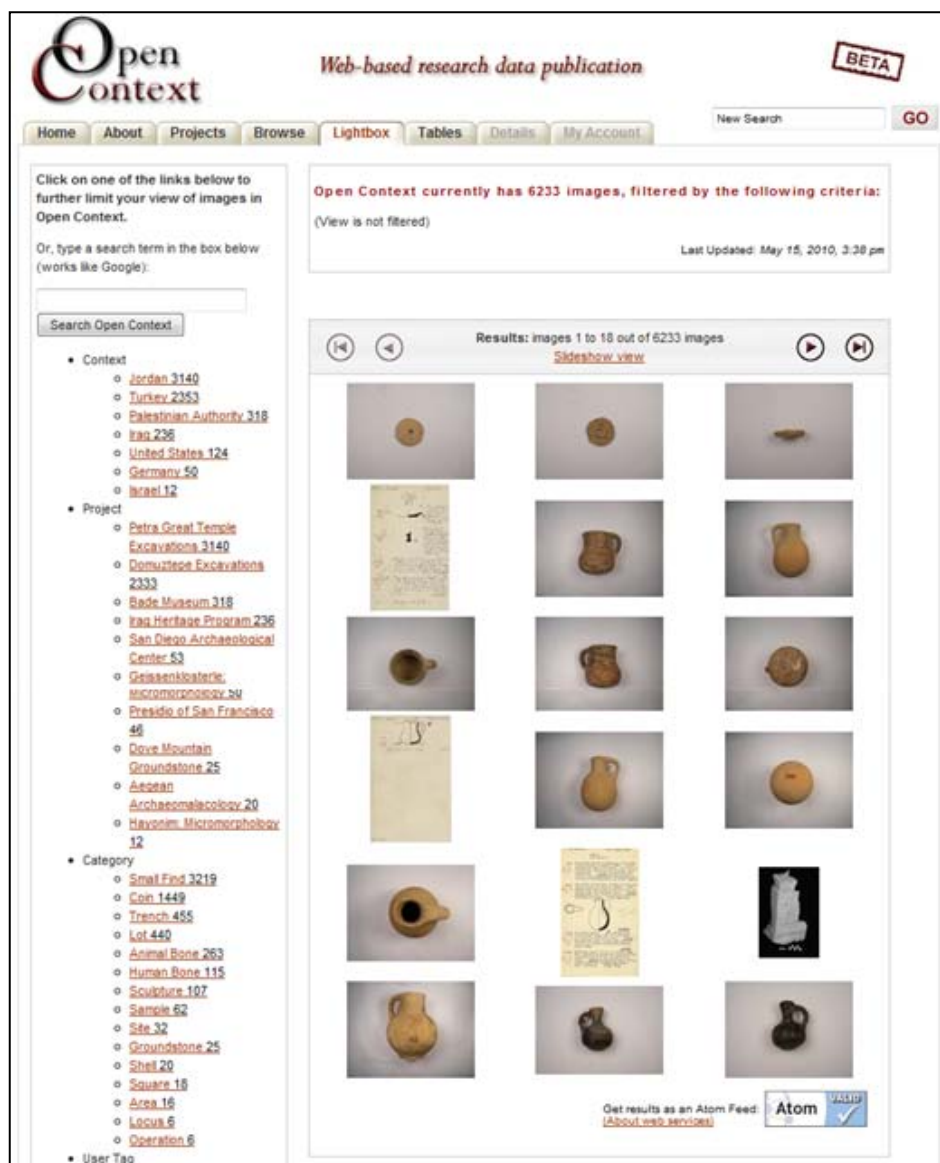 Open
Context
Web-based research data publication
BETA
Home About Projects Browse Lightbox Tables Details My Account
New Search GO
Click on one of the links below to
further limit your view of images in
Open Context.
Or, type a search term in the box below
(works like Google):
Search Open Context
• Context
Jordan 3140
Turkey 2353
Palestinian Authority 318
Iraq 236
United States 124
Germany 50
Israel 12
• Project
Petra Great Temple
Excavations 3140
Domuztepe Excavations
2333
Bade Museum 318
Iraq Heritage Program 236
San Diego Archaeological
Center 53
Geissenklosterle:
Micromorphology 50
Presidio of San Francisco
46
Dove Mountain
Groundstone 25
Aegean
Archaeomalacology 20
Hayonim: Micromorphology
12
• Category
Small Find 3219
Coin 1449
Trench 455
Lot 440
Animal Bone 263
Human Bone 115
Sculpture 107
Sample 62
Site 32
Groundstone 25
Shell 20
Square 18
Area 16
Locus 6
Operation 6
• User Tag
Open Context currently has 6233 images, filtered by the following criteria:
(View is not filtered)
Last Updated: May 15, 2010, 3:38 pm
Results: images 1 to 18 out of 6233 images
Slideshow view
Get results as an Atom Feed:
(About web services)
Atom VALID